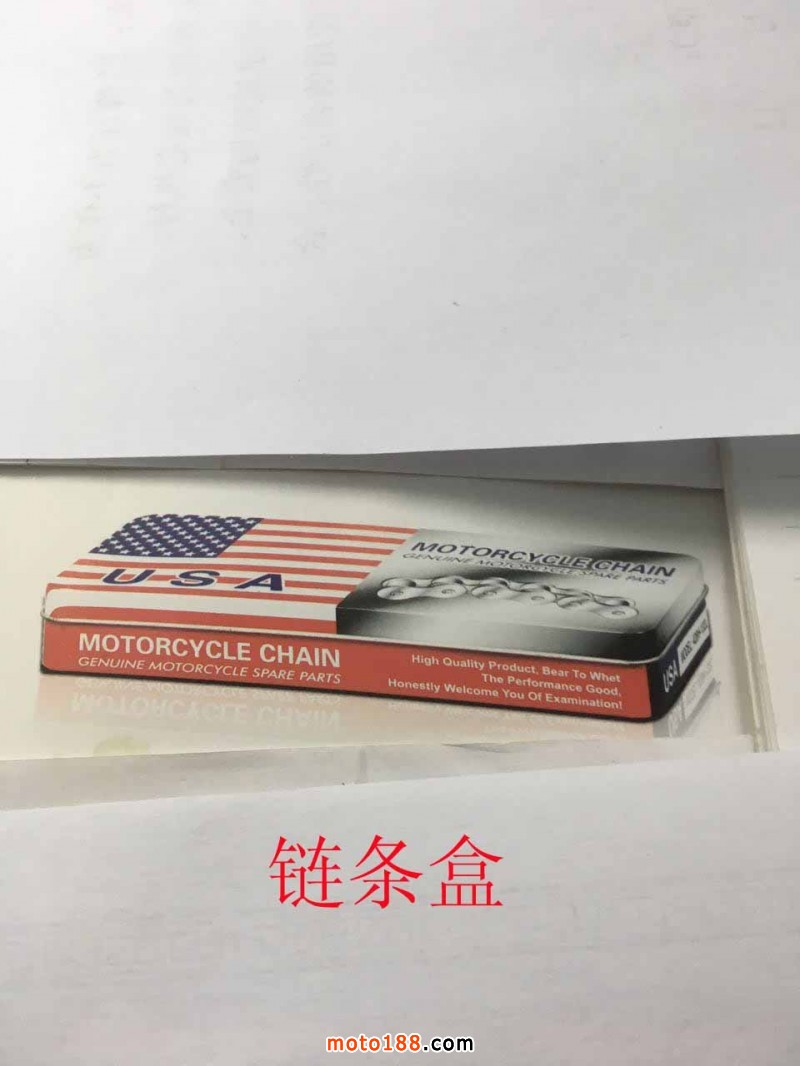 USA
MOTORCYCLE CHAIN
GENUINE MOTORCYCLE SPARE PARTS
MOTORCYCLE CHAIN
GENUINE MOTORCYCLE SPARE PARTS
High Quality Product, Bear To Whet
The Performance Good,
Honestly Welcome You Of Examination!
USA
链条盒
moto188.com